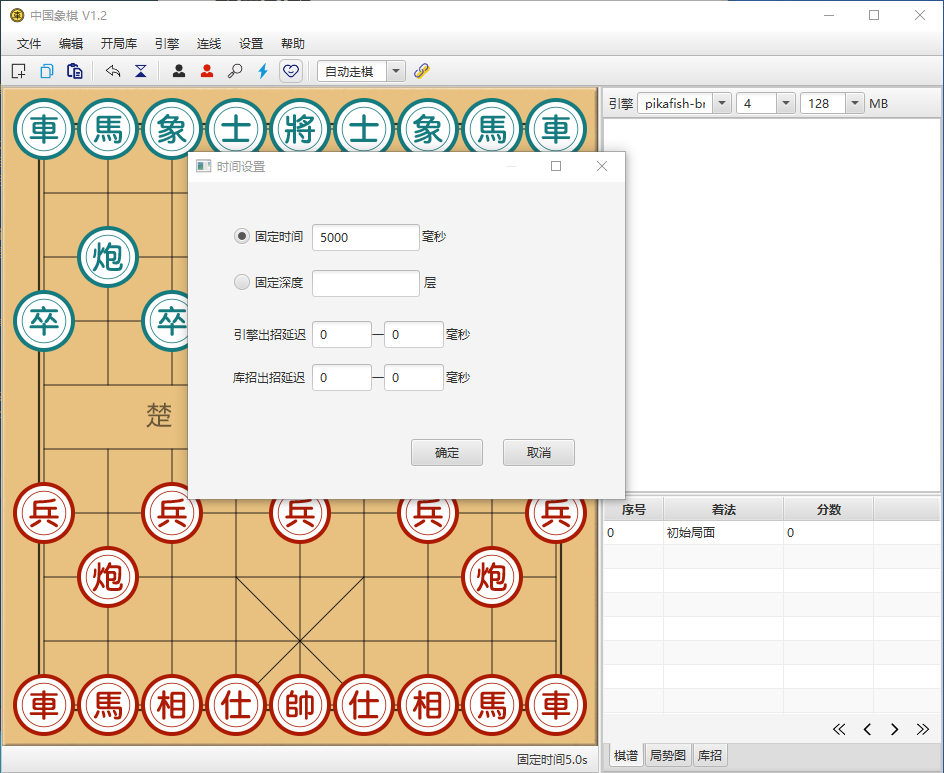 中国象棋 V1.2
文件 编辑 开局库 引擎 连线 设置 帮助
自动走棋
引擎 pikafish-br 4 128 MB
車 馬 象 士 將 士 象 馬 車
时间设置
固定时间 5000 毫秒
炮
固定深度 层
卒 卒
引擎出招延迟 0 — 0 毫秒
库招出招延迟 0 — 0 毫秒
楚
确定 取消
兵 兵 兵 兵 兵
序号 着法 分数
0 初始局面 0
炮 炮
車 馬 相 仕 帥 仕 相 馬 車
固定时间5.0s
棋谱 局势图 库招